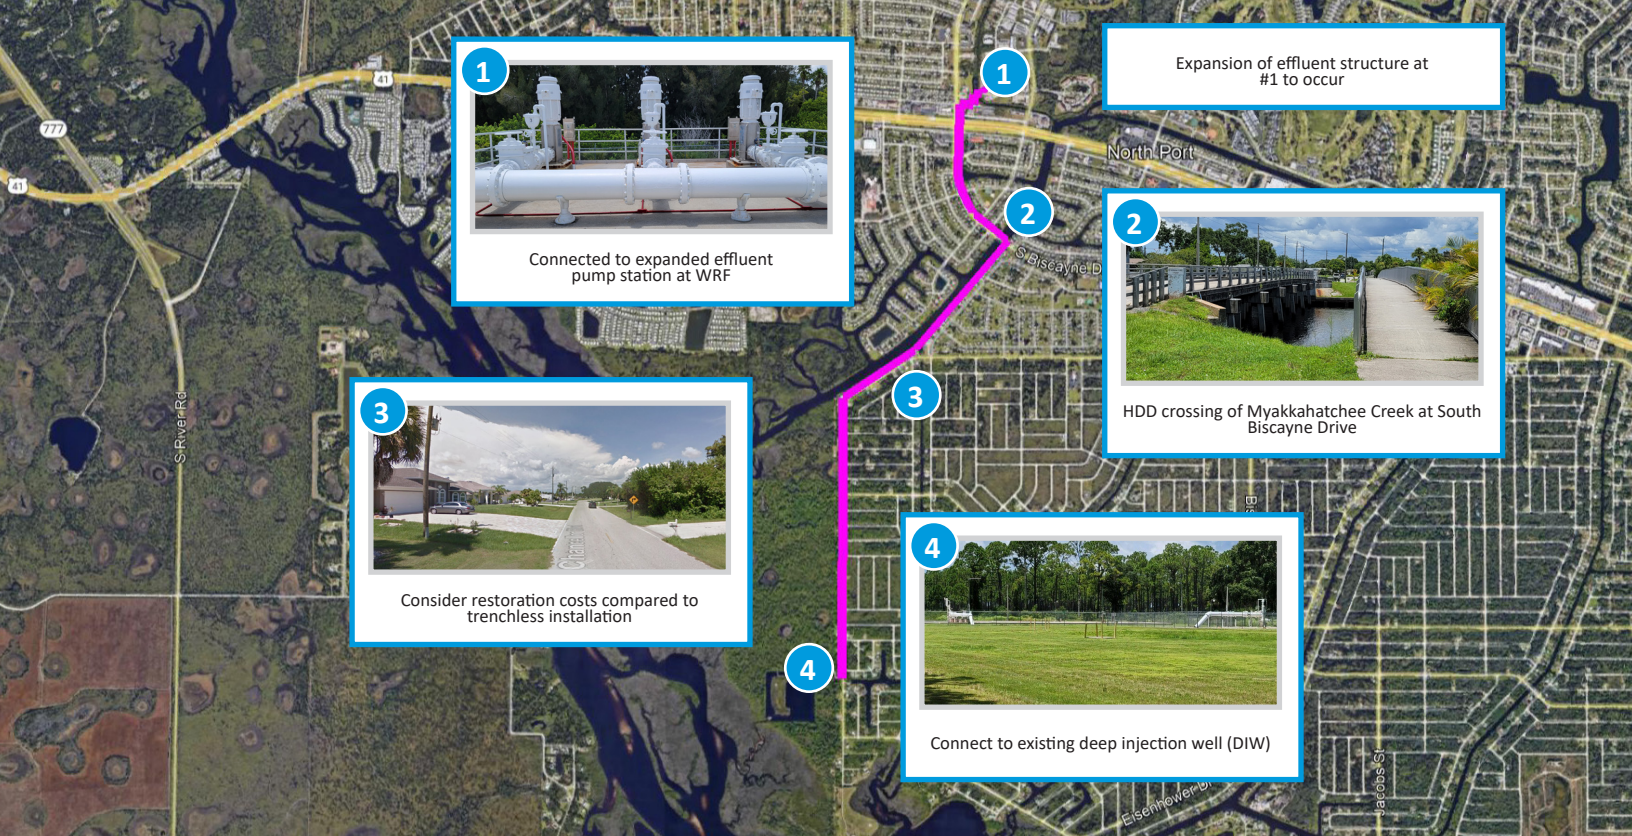 1
Expansion of effluent structure at
#1 to occur
1
41
777
41
North Port
Connected to expanded effluent
pump station at WRF
2
S Biscayne D
2
HDD crossing of Myakkahatchee Creek at South
Biscayne Drive
3
3
S River Rd
Consider restoration costs compared to
trenchless installation
4
4
Connect to existing deep injection well (DIW)
Jacobs St
Eisenhower Dr